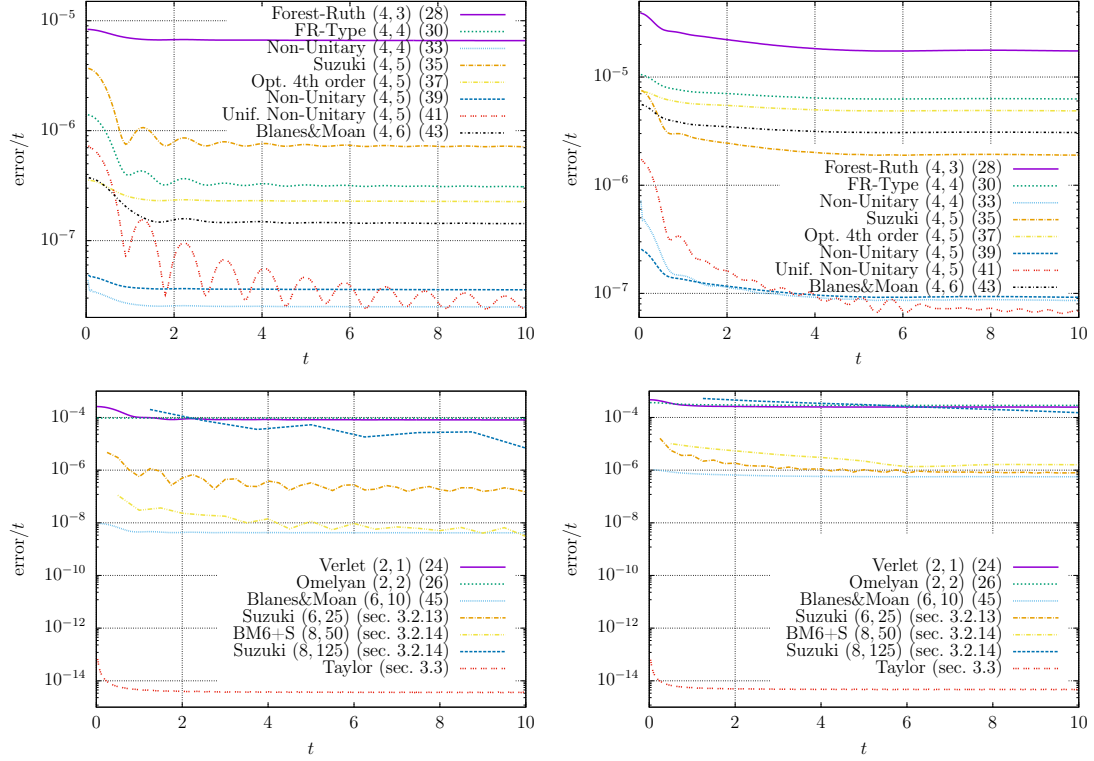 error/t
10⁻⁵
10⁻⁶
10⁻⁷
0 2 4 6 8 10
t
Forest-Ruth (4, 3) (28)
FR-Type (4, 4) (30)
Non-Unitary (4, 4) (33)
Suzuki (4, 5) (35)
Opt. 4th order (4, 5) (37)
Non-Unitary (4, 5) (39)
Unif. Non-Unitary (4, 5) (41)
Blanes&Moan (4, 6) (43)
error/t
10⁻⁵
10⁻⁶
10⁻⁷
0 2 4 6 8 10
t
Forest-Ruth (4, 3) (28)
FR-Type (4, 4) (30)
Non-Unitary (4, 4) (33)
Suzuki (4, 5) (35)
Opt. 4th order (4, 5) (37)
Non-Unitary (4, 5) (39)
Unif. Non-Unitary (4, 5) (41)
Blanes&Moan (4, 6) (43)
error/t
10⁻⁴
10⁻⁶
10⁻⁸
10⁻¹⁰
10⁻¹²
10⁻¹⁴
0 2 4 6 8 10
t
Verlet (2, 1) (24)
Omelyan (2, 2) (26)
Blanes&Moan (6, 10) (45)
Suzuki (6, 25) (sec. 3.2.13)
BM6+S (8, 50) (sec. 3.2.14)
Suzuki (8, 125) (sec. 3.2.14)
Taylor (sec. 3.3)
error/t
10⁻⁴
10⁻⁶
10⁻⁸
10⁻¹⁰
10⁻¹²
10⁻¹⁴
0 2 4 6 8 10
t
Verlet (2, 1) (24)
Omelyan (2, 2) (26)
Blanes&Moan (6, 10) (45)
Suzuki (6, 25) (sec. 3.2.13)
BM6+S (8, 50) (sec. 3.2.14)
Suzuki (8, 125) (sec. 3.2.14)
Taylor (sec. 3.3)